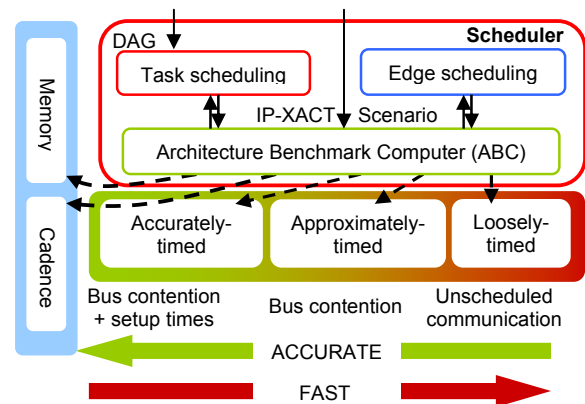 DAG
Scheduler
Task scheduling
Edge scheduling
IP-XACT Scenario
Architecture Benchmark Computer (ABC)
Memory
Cadence
Accurately-
timed
Approximately-
timed
Loosely-
timed
Bus contention
+ setup times
Bus contention
Unscheduled
communication
ACCURATE
FAST